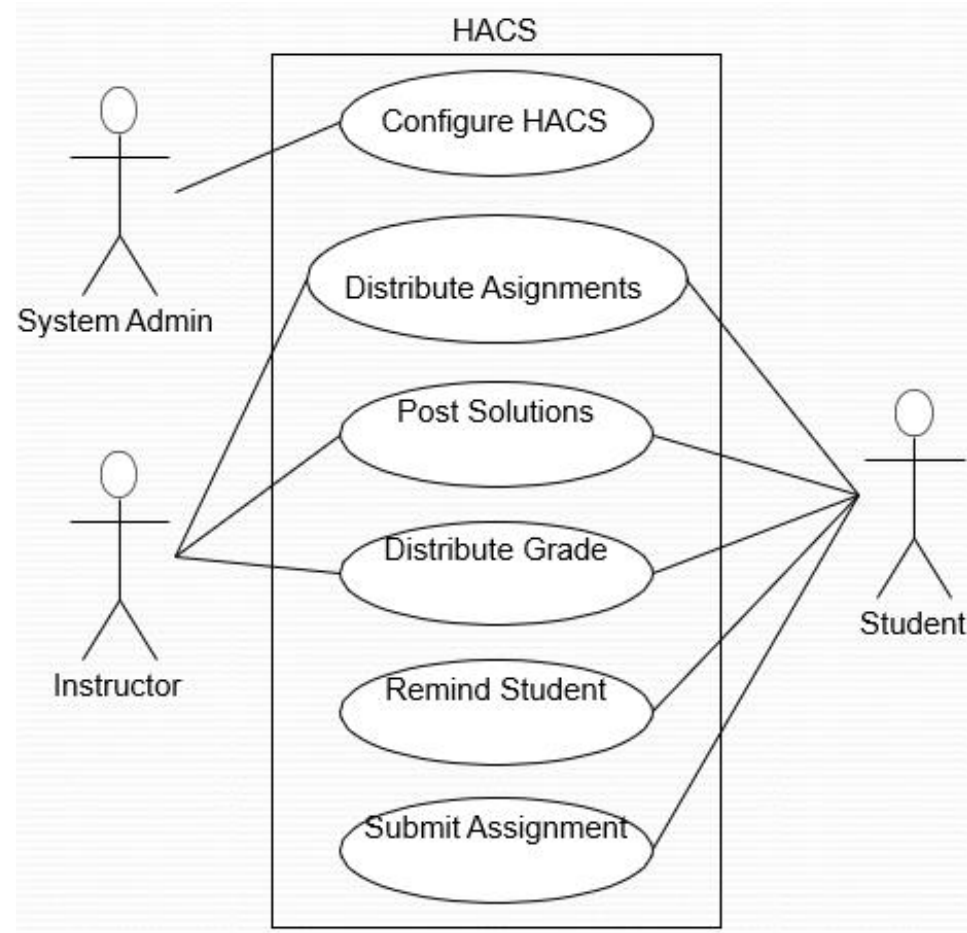 HACS
Configure HACS
System Admin
Distribute Asignments
Post Solutions
Distribute Grade
Instructor
Student
Remind Student
Submit Assignment